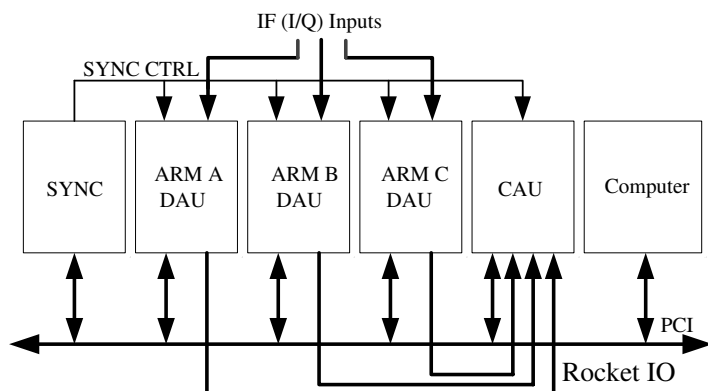 IF (I/Q) Inputs
SYNC CTRL
SYNC
ARM A
DAU
ARM B
DAU
ARM C
DAU
CAU
Computer
PCI
Rocket IO